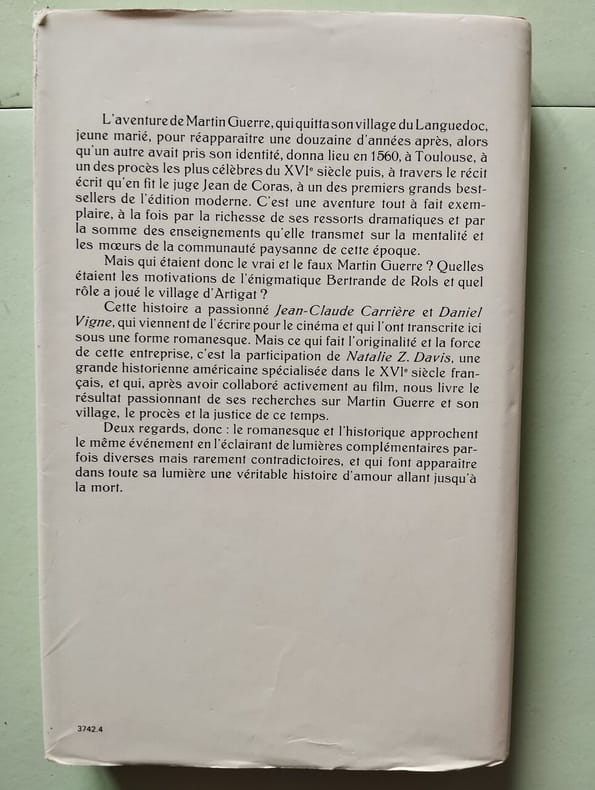 L'aventure de Martin Guerre, qui quitta son village du Languedoc,
jeune marié, pour réapparaître une douzaine d'années après, alors
qu'un autre avait pris son identité, donna lieu en 1560, à Toulouse, à
un des procès les plus célèbres du XVIe siècle puis, à travers le récit
écrit qu'en fit le juge Jean de Coras, à un des premiers grands best-
sellers de l'édition moderne. C'est une aventure tout à fait exem-
plaire, à la fois par la richesse de ses ressorts dramatiques et par
la somme des enseignements qu'elle transmet sur la mentalité et
les mœurs de la communauté paysanne de cette époque.
Mais qui étaient donc le vrai et le faux Martin Guerre ? Quelles
étaient les motivations de l'énigmatique Bertrande de Rols et quel
rôle a joué le village d'Artigat ?
Cette histoire a passionné Jean-Claude Carrière et Daniel
Vigne, qui viennent de l'écrire pour le cinéma et qui l'ont transcrite ici
sous une forme romanesque. Mais ce qui fait l'originalité et la force
de cette entreprise, c'est la participation de Natalie Z. Davis, une
grande historienne américaine spécialisée dans le XVIe siècle fran-
çais, et qui, après avoir collaboré activement au film, nous livre le
résultat passionnant de ses recherches sur Martin Guerre et son
village, le procès et la justice de ce temps.
Deux regards, donc : le romanesque et l'historique approchent
le même événement en l'éclairant de lumières complémentaires par-
fois diverses mais rarement contradictoires, et qui font apparaître
dans toute sa lumière une véritable histoire d'amour allant jusqu'à
la mort.
3742.4